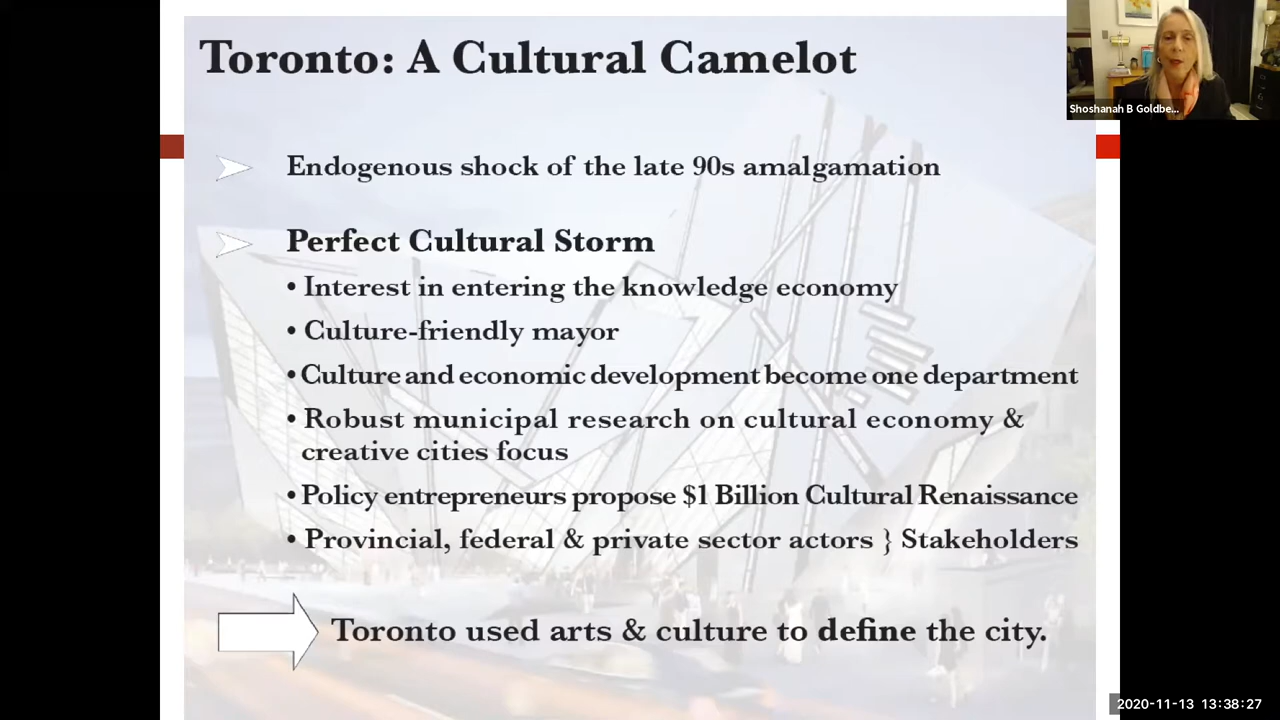 Toronto: A Cultural Camelot
Shoshanah B Goldbe...
Endogenous shock of the late 90s amalgamation
Perfect Cultural Storm
• Interest in entering the knowledge economy
• Culture-friendly mayor
• Culture and economic development become one department
• Robust municipal research on cultural economy &
creative cities focus
• Policy entrepreneurs propose $1 Billion Cultural Renaissance
• Provincial, federal & private sector actors } Stakeholders
Toronto used arts & culture to define the city.
2020-11-13 13:38:27